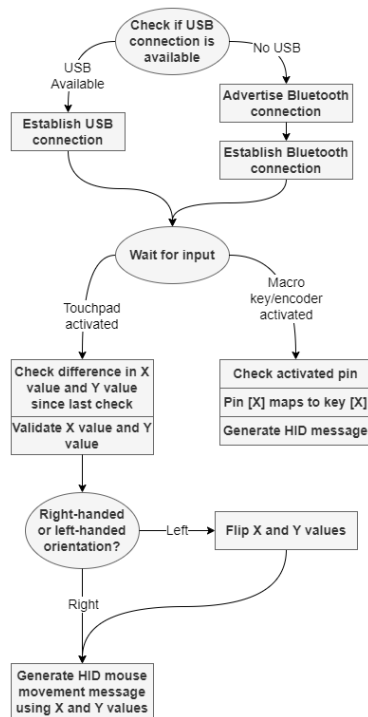 Check if USB
connection is
available
USB
Available
No USB
Establish USB
connection
Advertise Bluetooth
connection
Establish Bluetooth
connection
Wait for input
Touchpad
activated
Macro
key/encoder
activated
Check difference in X
value and Y value
since last check
Validate X value and Y
value
Check activated pin
Pin [X] maps to key [X]
Generate HID message
Right-handed
or left-handed
orientation?
Left
Flip X and Y values
Right
Generate HID mouse
movement message
using X and Y values